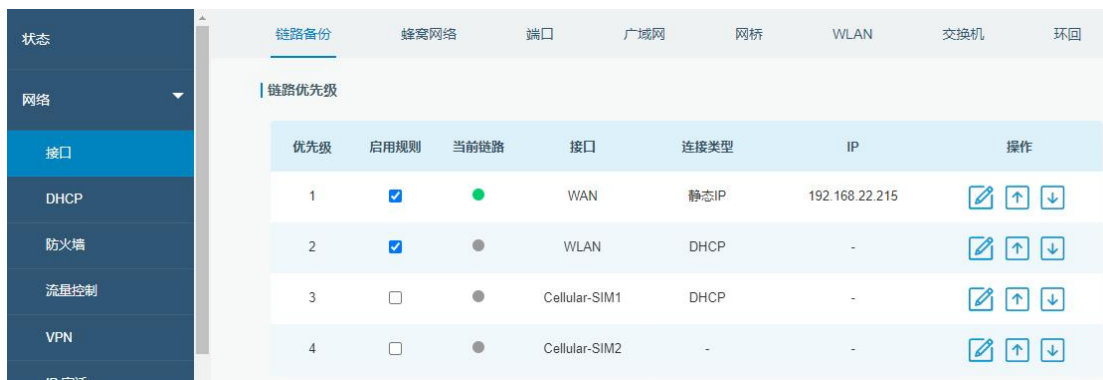 状态
网络
接口
DHCP
防火墙
流量控制
VPN
链路备份 蜂窝网络 端口 广域网 网桥 WLAN 交换机 环回
链路优先级
优先级 启用规则 当前链路 接口 连接类型 IP 操作
1 WAN 静态IP 192.168.22.215
2 WLAN DHCP -
3 Cellular-SIM1 DHCP -
4 Cellular-SIM2 - -